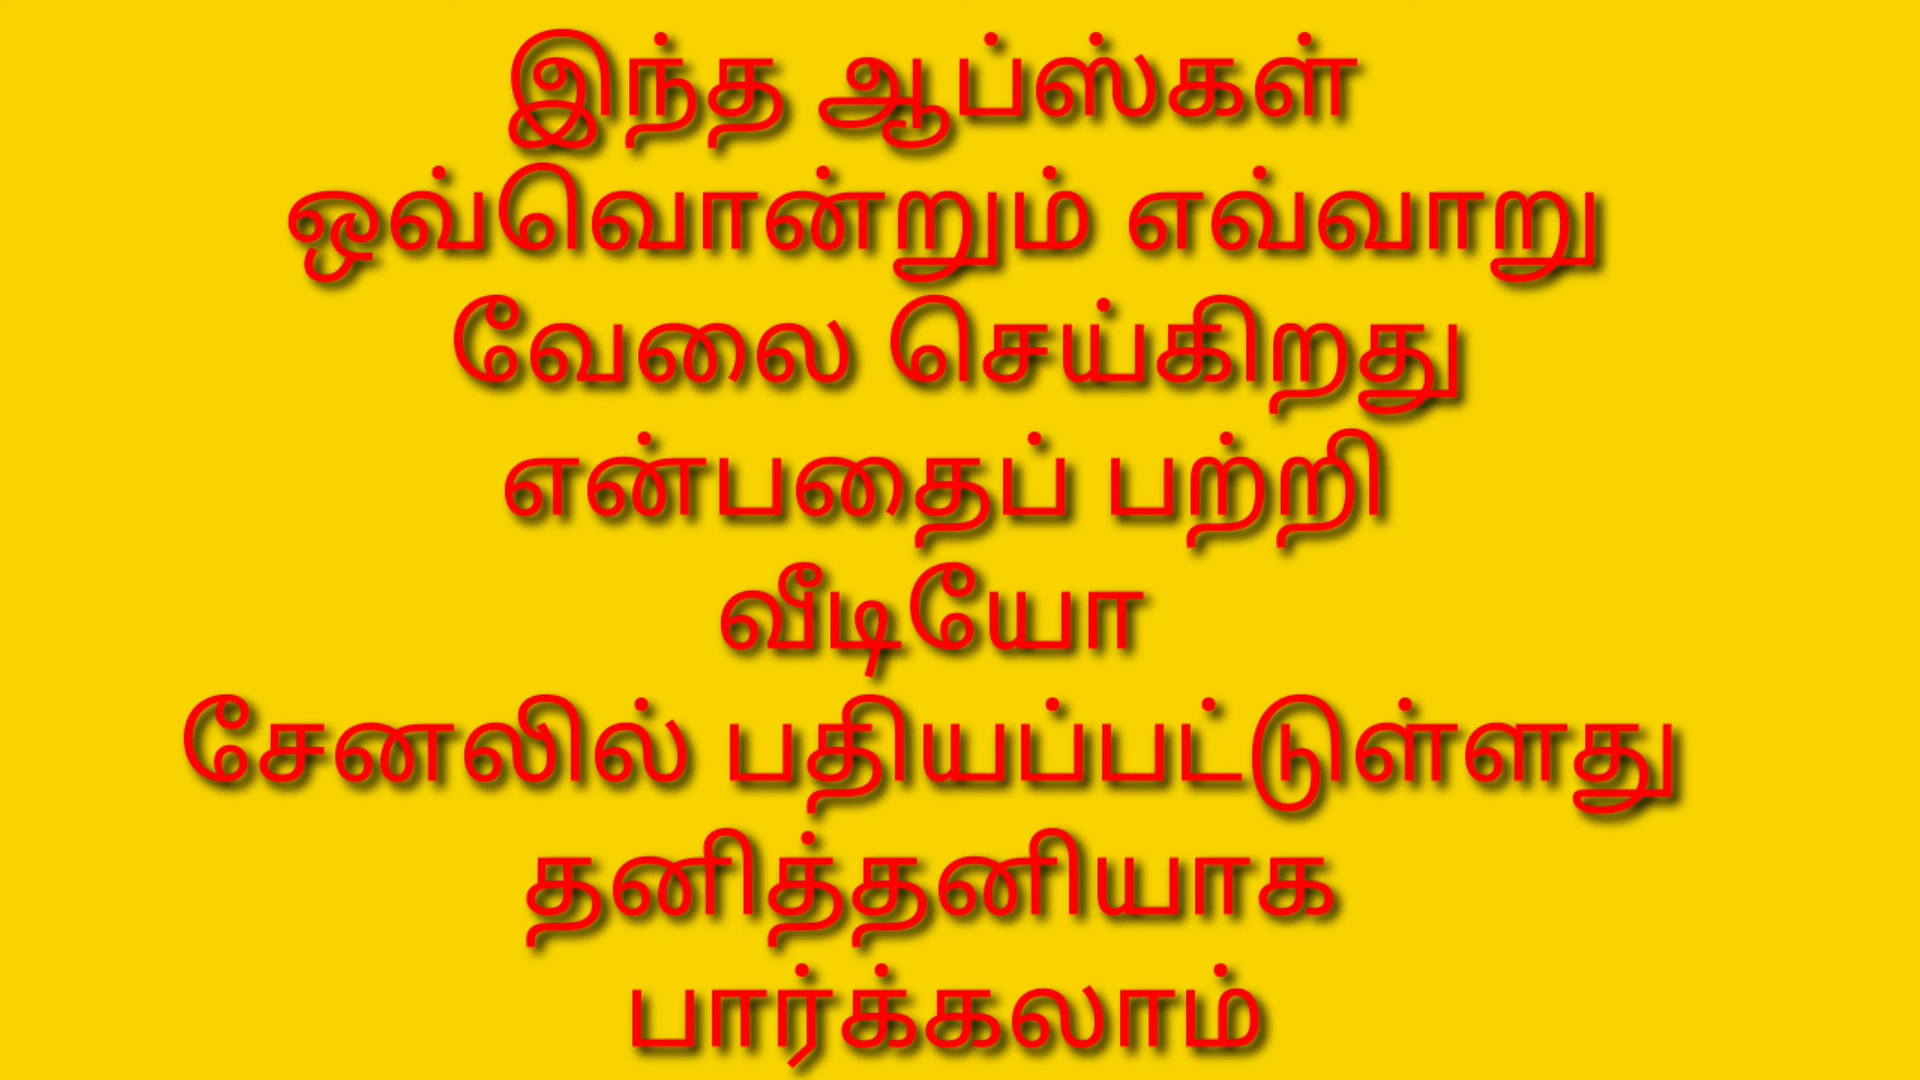 இந்த ஆப்ஸ்கள்
ஒவ்வொன்றும் எவ்வாறு
வேலை செய்கிறது
என்பதைப் பற்றி
வீடியோ
சேனலில் பதியப்பட்டுள்ளது
தனித்தனியாக
பார்க்கலாம்